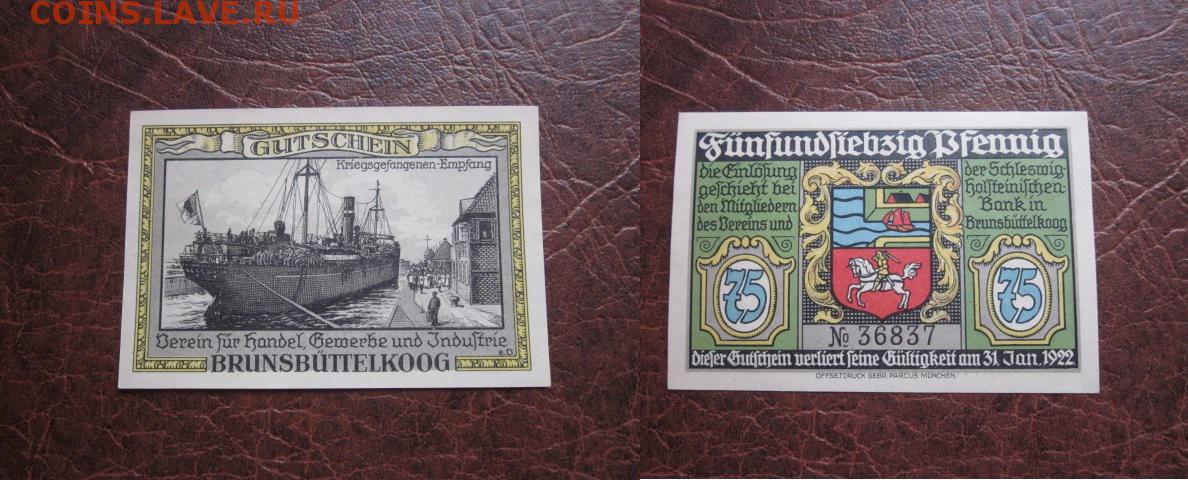 COINS.LAVE.RU
GUTSCHEIN
Kriegsgefangenen-Empfang
Verein für Handel, Gewerbe und Industrie
e.V.
BRUNSBÜTTELKOOG
Fünfundsiebzig Pfennig
die Einlösung
geschieht bei
den Mitgliedern
des Vereins und
der Schleswig-
Holsteinischen-
Bank in
Brunsbüttelkoog
75
75
No 36837
dieser Gutschein verliert seine Gültigkeit am 31. Jan. 1922
OFFSETDRUCK GEBR. PARCUS MÜNCHEN.